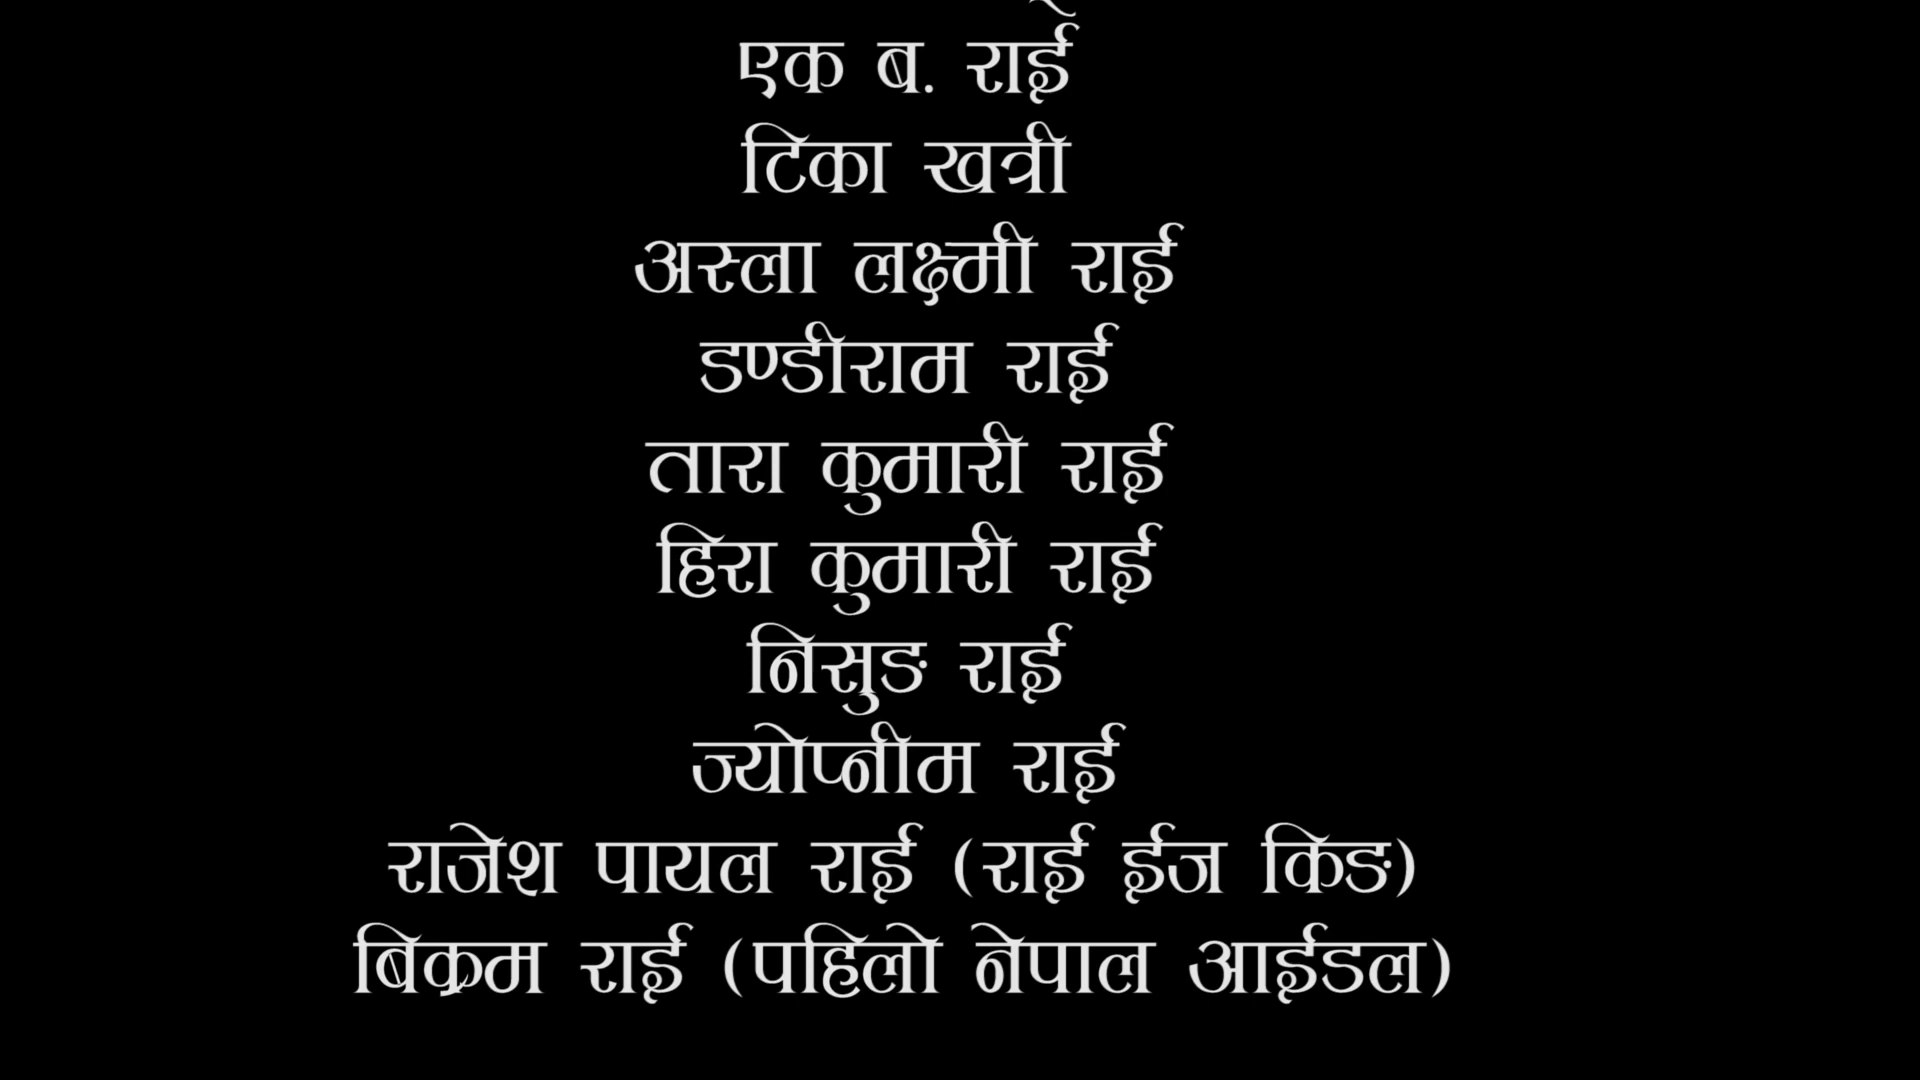 एक ब. राई
टिका खत्री
अस्ला लक्ष्मी राई
डण्डीराम राई
तारा कुमारी राई
हिरा कुमारी राई
निसुङ राई
ज्योप्नीम राई
राजेश पायल राई (राई ईज किङ)
बिक्रम राई (पहिलो नेपाल आईडल)